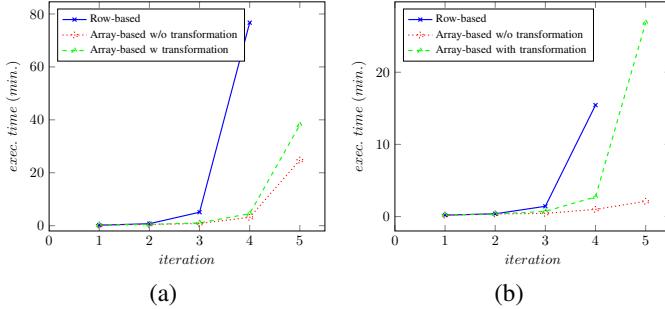 Row-based
Array-based w/o transformation
Array-based w transformation
80
60
40
20
0
0 1 2 3 4 5
exec. time (min.)
iteration
(a)
Row-based
Array-based w/o transformation
Array-based with transformation
20
10
0
0 1 2 3 4 5
exec. time (min.)
iteration
(b)